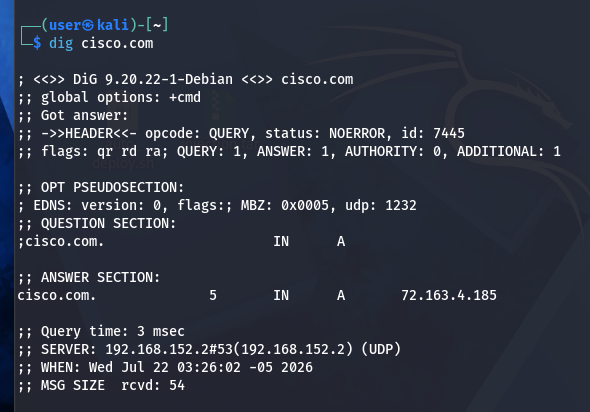 ┌──(user㉿kali)-[~]
└─$ dig cisco.com
; <<>> DiG 9.20.22-1-Debian <<>> cisco.com
;; global options: +cmd
;; Got answer:
;; ->>HEADER<<- opcode: QUERY, status: NOERROR, id: 7445
;; flags: qr rd ra; QUERY: 1, ANSWER: 1, AUTHORITY: 0, ADDITIONAL: 1
;; OPT PSEUDOSECTION:
; EDNS: version: 0, flags:; MBZ: 0x0005, udp: 1232
;; QUESTION SECTION:
;cisco.com. IN A
;; ANSWER SECTION:
cisco.com. 5 IN A 72.163.4.185
;; Query time: 3 msec
;; SERVER: 192.168.152.2#53(192.168.152.2) (UDP)
;; WHEN: Wed Jul 22 03:26:02 -05 2026
;; MSG SIZE rcvd: 54